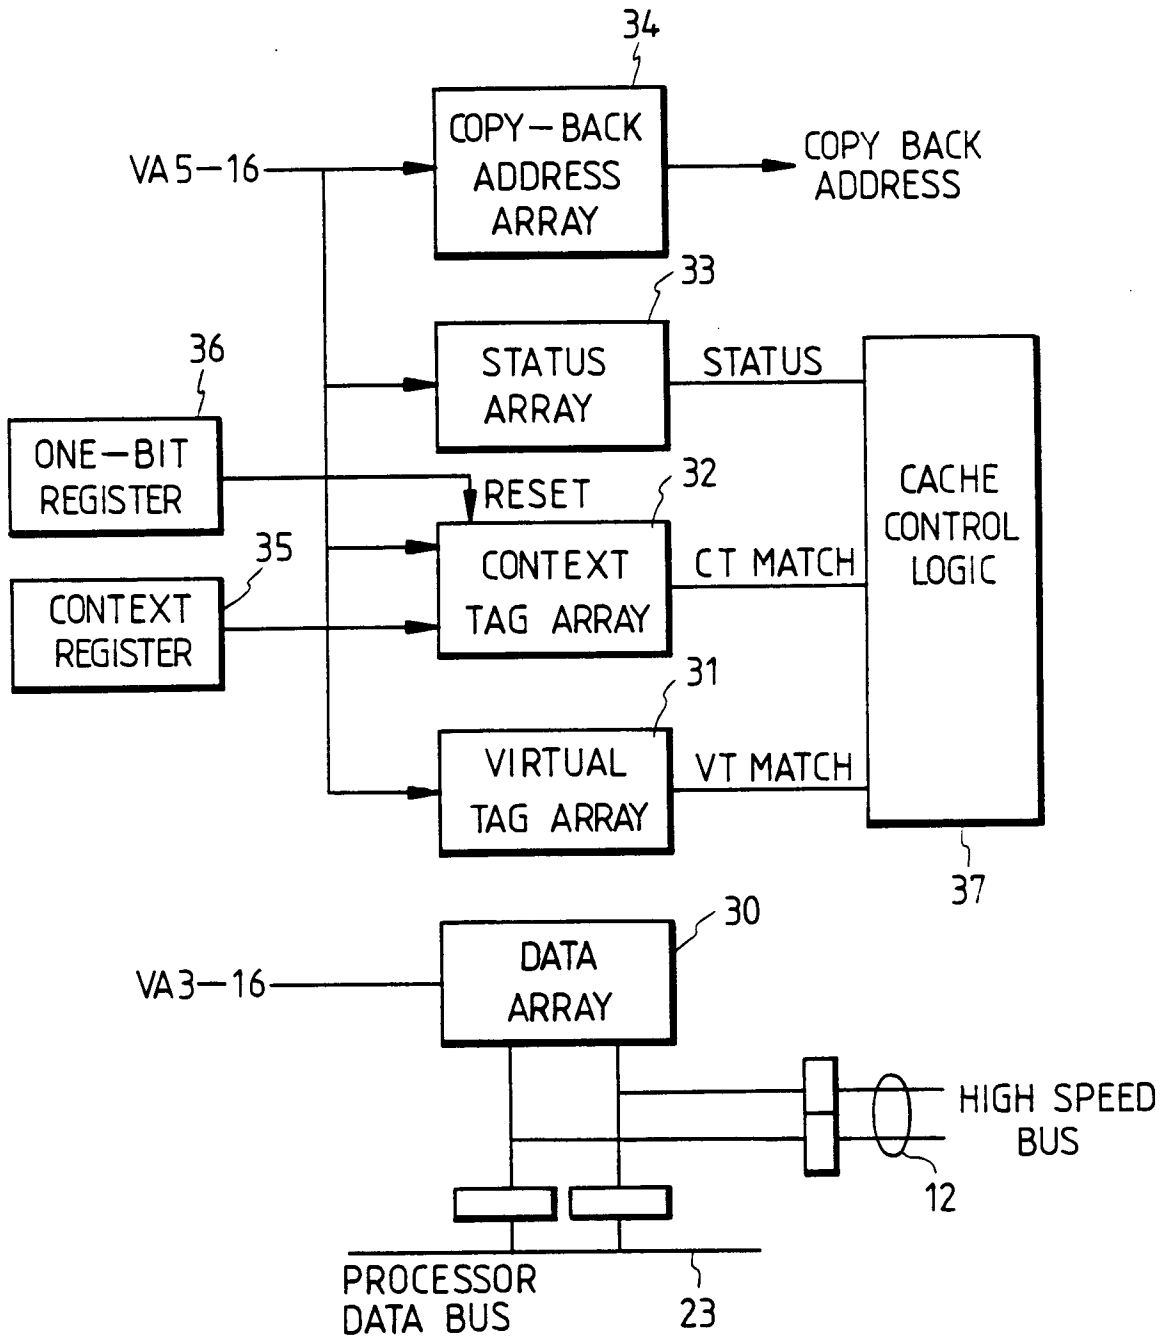 34
COPY-BACK
ADDRESS
ARRAY
VA5-16
COPY BACK
ADDRESS
33
STATUS
ARRAY
STATUS
36
ONE-BIT
REGISTER
RESET
32
CONTEXT
TAG ARRAY
CT MATCH
CACHE
CONTROL
LOGIC
35
CONTEXT
REGISTER
31
VIRTUAL
TAG ARRAY
VT MATCH
37
30
DATA
ARRAY
VA3-16
HIGH SPEED
BUS
12
PROCESSOR
DATA BUS
23